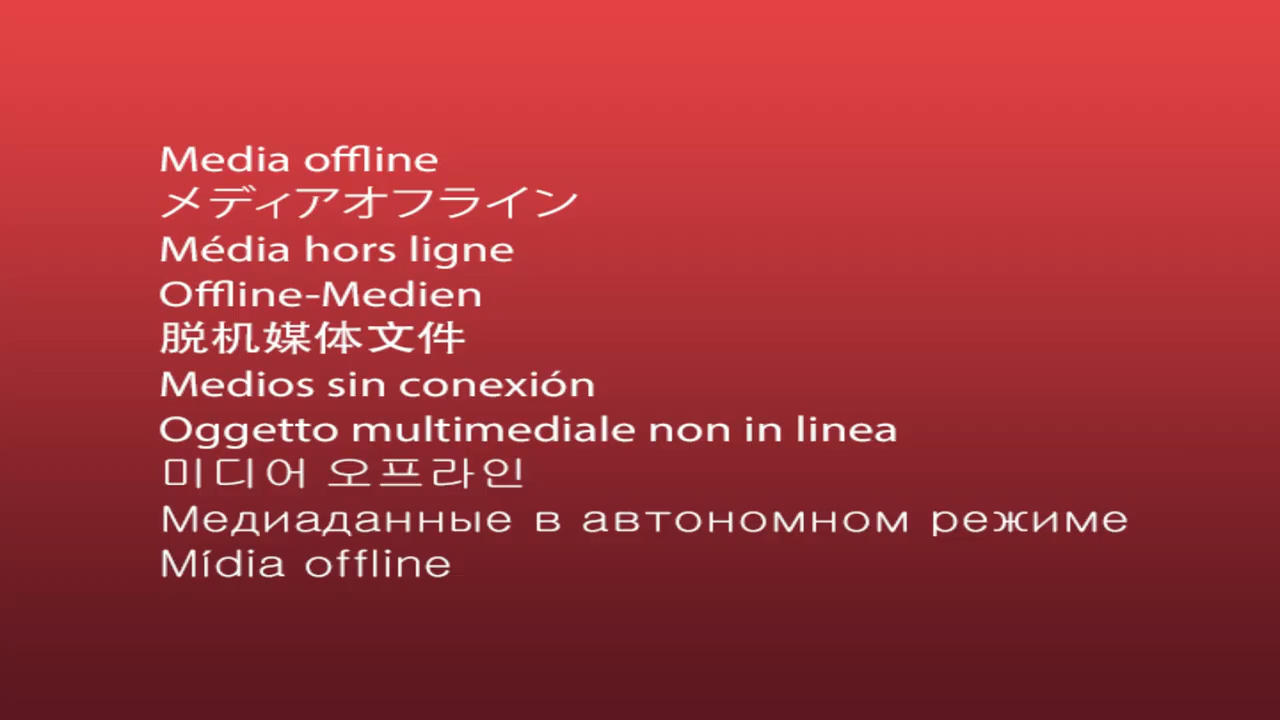 Media offline
メディアオフライン
Média hors ligne
Offline-Medien
脱机媒体文件
Medios sin conexión
Oggetto multimediale non in linea
미디어 오프라인
Медиаданные в автономном режиме
Mídia offline